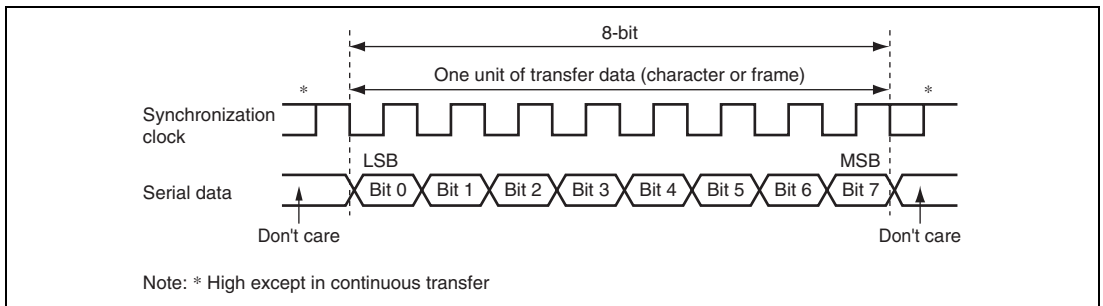 8-bit
One unit of transfer data (character or frame)
*
*
Synchronization
clock
LSB
MSB
Serial data
Bit 0
Bit 1
Bit 2
Bit 3
Bit 4
Bit 5
Bit 6
Bit 7
Don't care
Don't care
Note: * High except in continuous transfer